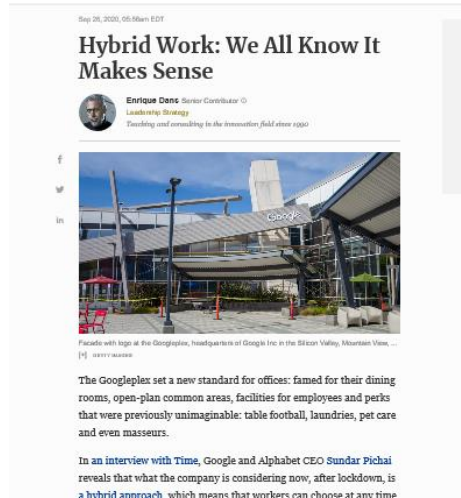 Sep 26, 2020, 05:56am EDT
Hybrid Work: We All Know It
Makes Sense
Enrique Dans Senior Contributor
Leadership Strategy
Teaching and consulting in the innovation field since 1990
f
in
Google
Facade with logo at the Googleplex, headquarters of Google Inc in the Silicon Valley, Mountain View, ...
[+] GETTY IMAGES
The Googleplex set a new standard for offices: famed for their dining
rooms, open-plan common areas, facilities for employees and perks
that were previously unimaginable: table football, laundries, pet care
and even masseurs.
In an interview with Time, Google and Alphabet CEO Sundar Pichai
reveals that what the company is considering now, after lockdown, is
a hybrid approach, which means that workers can choose at any time